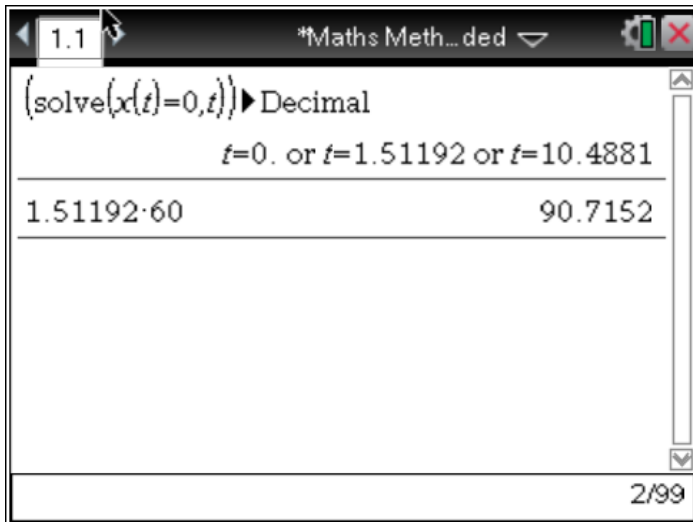 1.1 *Maths Meth...ded
(solve(x(t)=0,t))▶Decimal
t=0. or t=1.51192 or t=10.4881
1.51192·60 90.7152
2/99